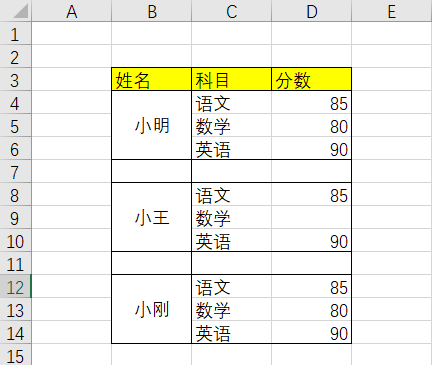 A B C D E
1
2
3 姓名 科目 分数
4 语文 85
5 小明 数学 80
6 英语 90
7
8 语文 85
9 小王 数学
10 英语 90
11
12 语文 85
13 小刚 数学 80
14 英语 90
15